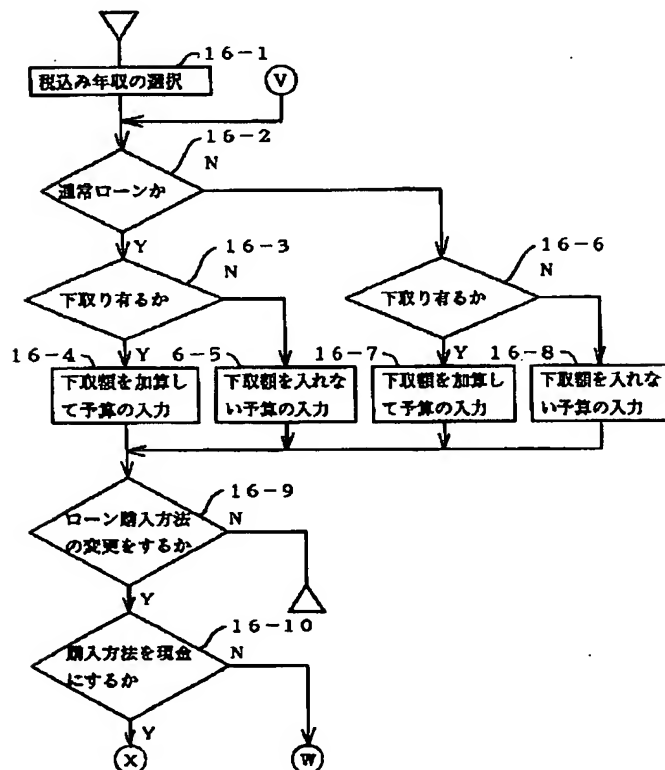 16-1
税込み年収の選択
V
16-2
N
通常ローンか
Y
16-3
N
下取り有るか
16-6
N
下取り有るか
16-4
Y
6-5
16-7
Y
16-8
下取額を加算し
て予算の入力
下取額を入れな
い予算の入力
下取額を加算し
て予算の入力
下取額を入れな
い予算の入力
16-9
N
ローン購入方法
の変更をするか
Y
16-10
N
購入方法を現金
にするか
Y
X
W